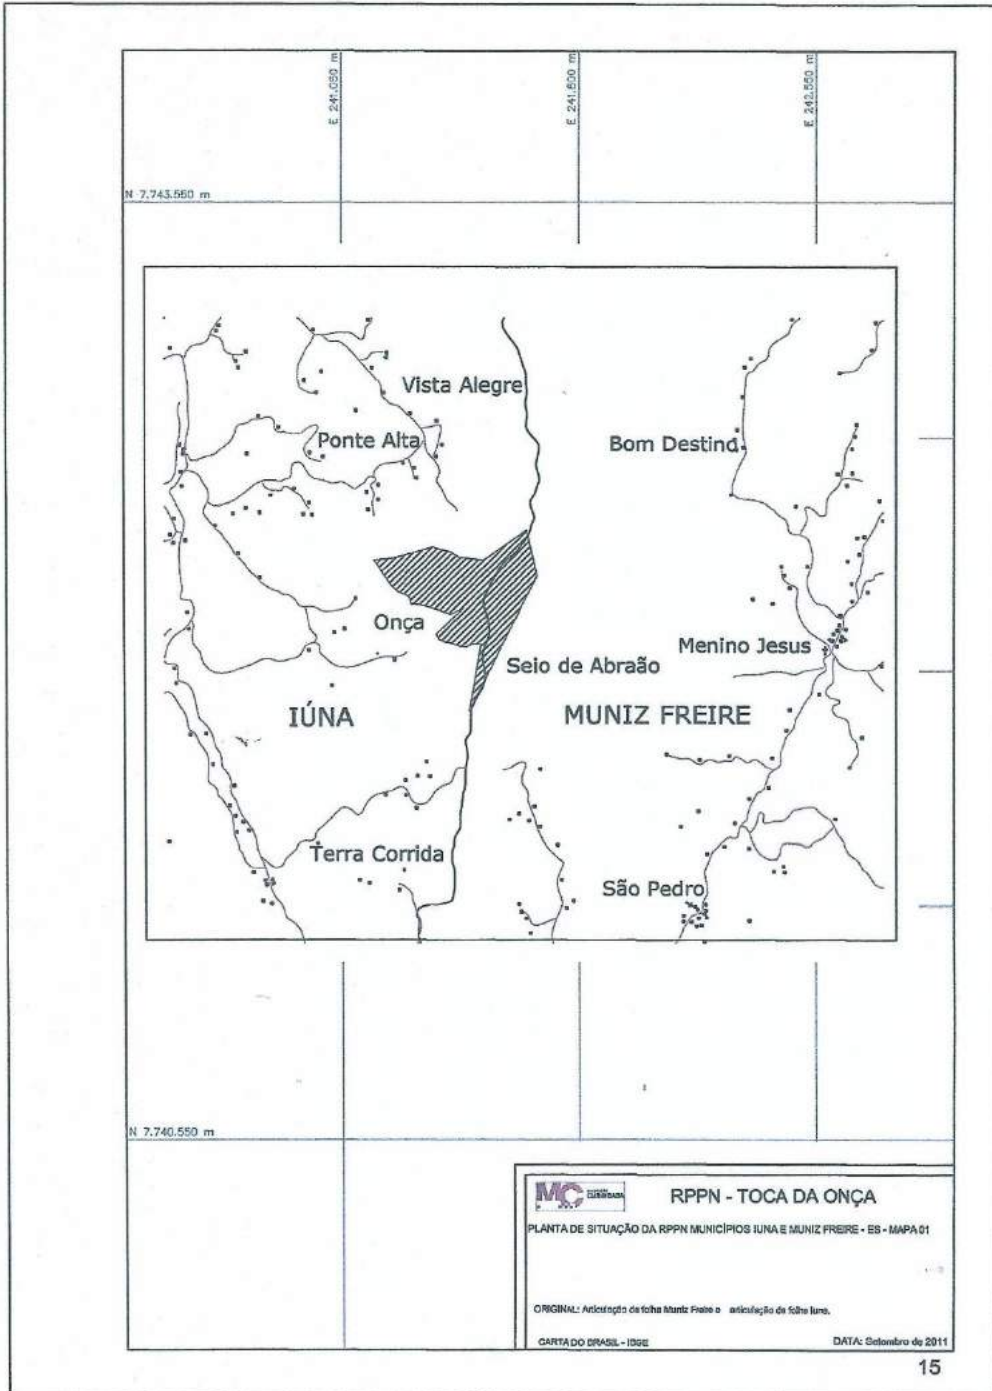 E 241.050 m
E 241.800 m
E 242.550 m
N 7.743.550 m
Vista Alegre
Ponte Alta
Bom Destino
Onça
Menino Jesus
Seio de Abraão
IÚNA
MUNIZ FREIRE
Terra Corrida
São Pedro
N 7.740.550 m
MC
RPPN - TOCA DA ONÇA
PLANTA DE SITUAÇÃO DA RPPN MUNICÍPIOS IUNA E MUNIZ FREIRE - ES - MAPA 01
ORIGINAL: Articulação da folha Muniz Freire e articulação da folha Iuna.
CARTA DO BRASIL - IBGE
DATA: Setembro de 2011
15